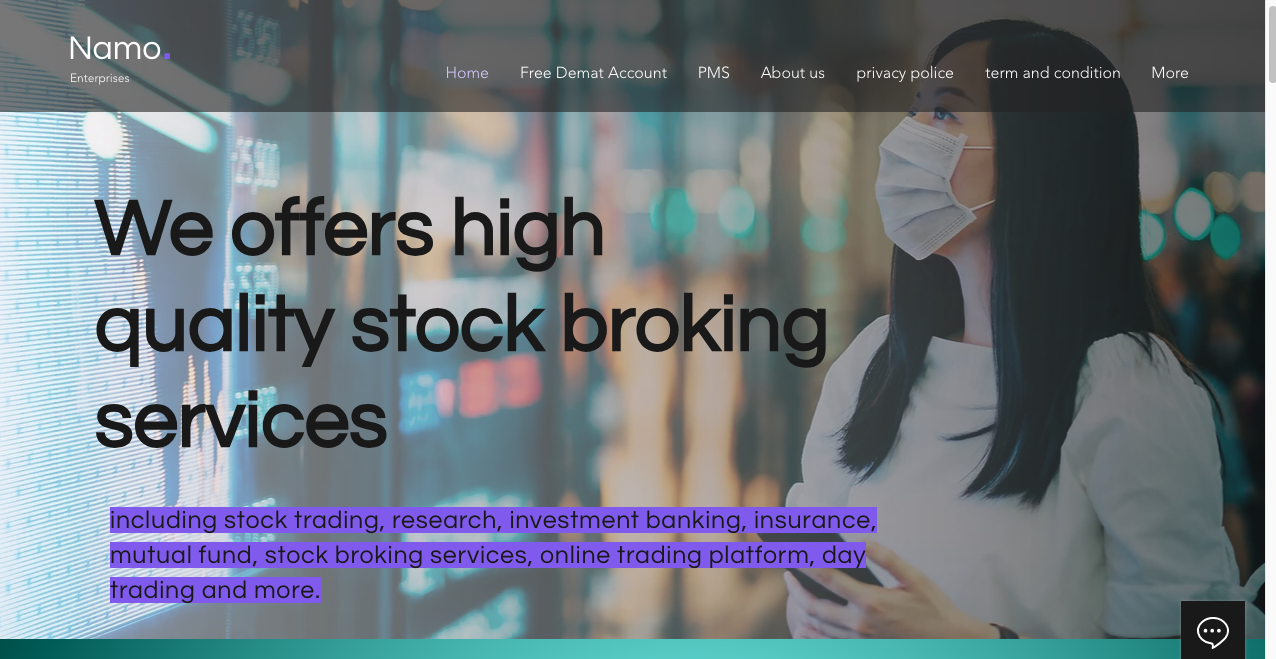 Namo.
Enterprises
Home Free Demat Account PMS About us privacy police term and condition More
We offers high
quality stock broking
services
including stock trading, research, investment banking, insurance,
mutual fund, stock broking services, online trading platform, day
trading and more.